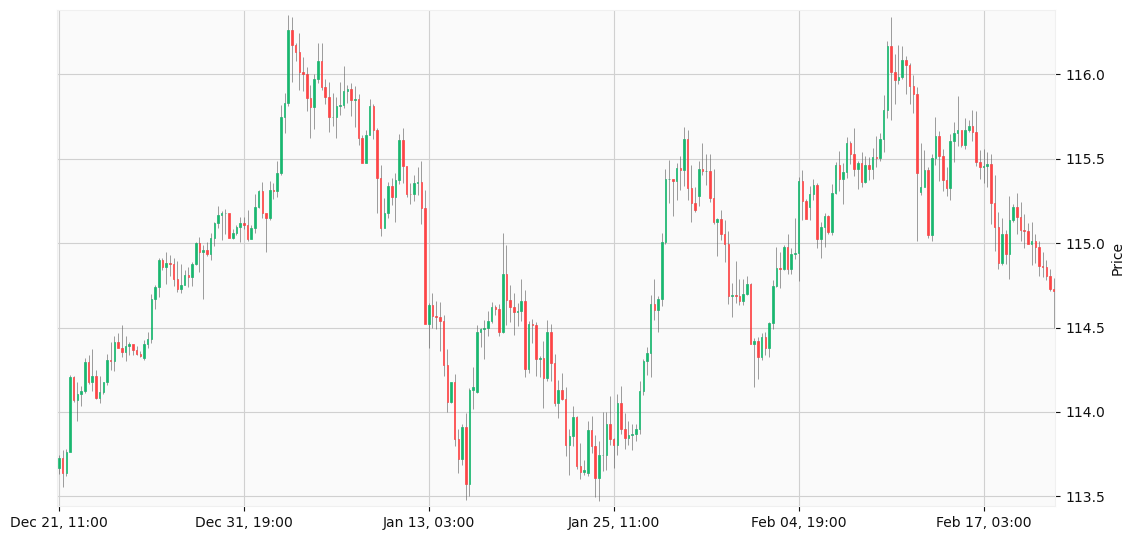 116.0
115.5
115.0
114.5
114.0
113.5
Price
Dec 21, 11:00
Dec 31, 19:00
Jan 13, 03:00
Jan 25, 11:00
Feb 04, 19:00
Feb 17, 03:00